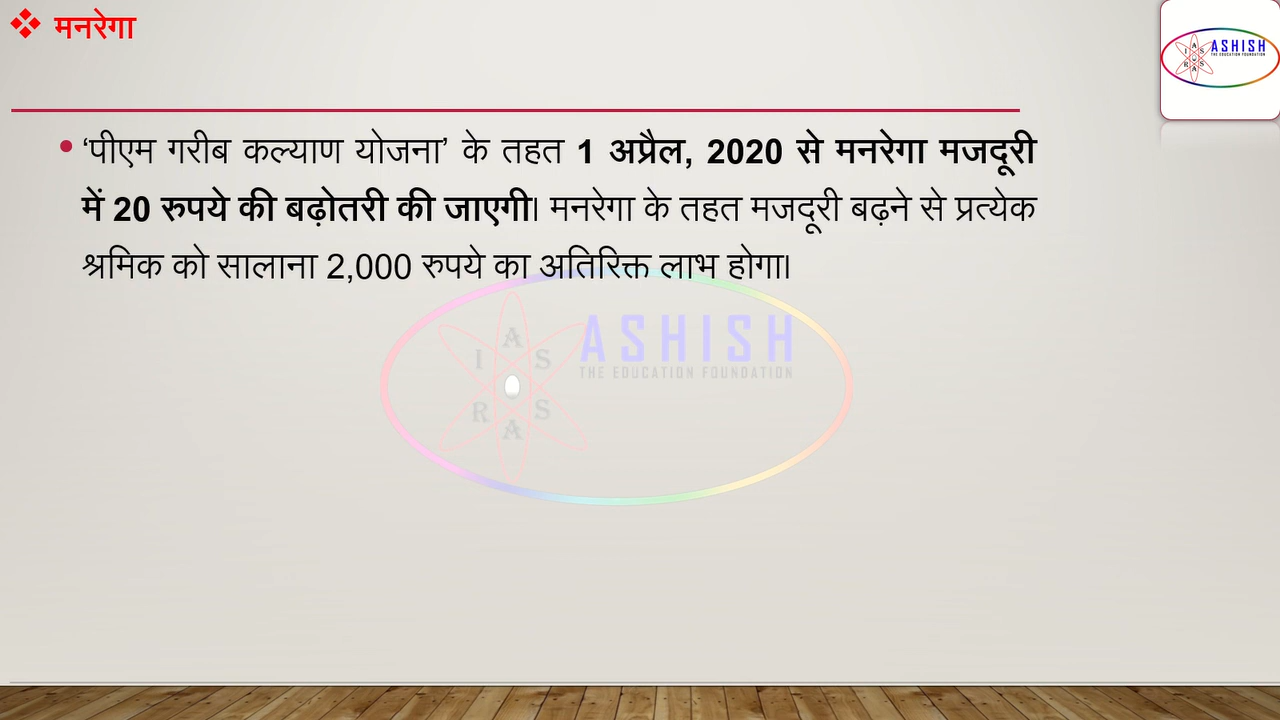 ❖ मनरेगा
ASHISH
THE EDUCATION FOUNDATION
I A S R A S
• ‘पीएम गरीब कल्याण योजना’ के तहत 1 अप्रैल, 2020 से मनरेगा मजदूरी
में 20 रुपये की बढ़ोतरी की जाएगी। मनरेगा के तहत मजदूरी बढ़ने से प्रत्येक
श्रमिक को सालाना 2,000 रुपये का अतिरिक्त लाभ होगा।
ASHISH
THE EDUCATION FOUNDATION
I A S R A S